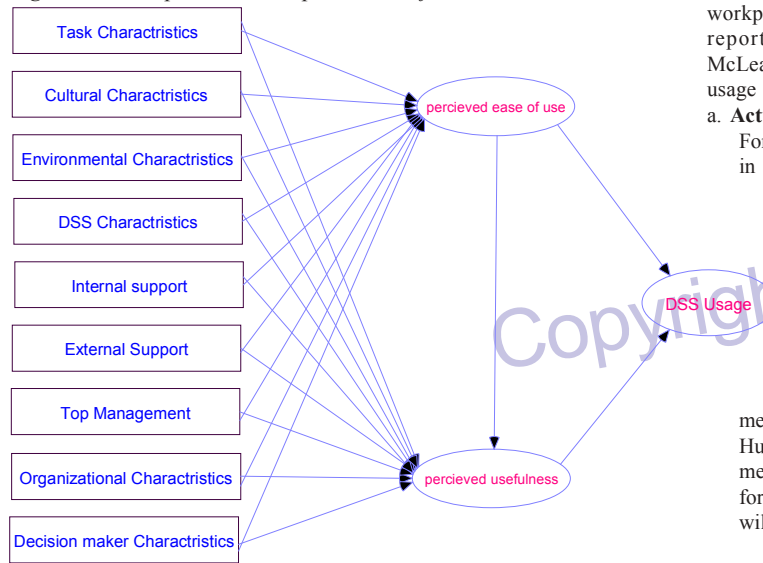 Task Charactristics
Cultural Charactristics
Environmental Charactristics
DSS Charactristics
Internal support
External Support
Top Management
Organizational Charactristics
Decision maker Charactristics
percieved ease of use
percieved usefulness
DSS Usage
workp
report
McLea
usage
a. Act
For
in
me
Hu
me
for
wil